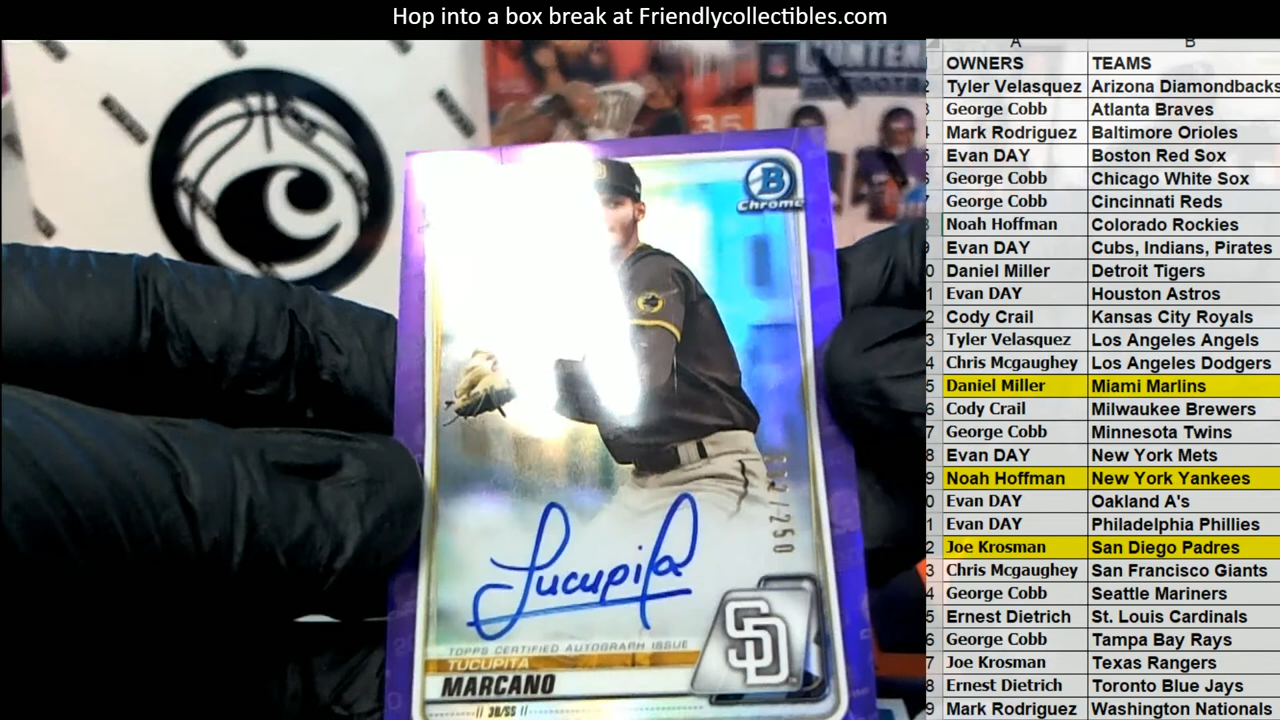 Hop into a box break at Friendlycollectibles.com
A B
OWNERS TEAMS
Tyler Velasquez Arizona Diamondbacks
George Cobb Atlanta Braves
Mark Rodriguez Baltimore Orioles
Evan DAY Boston Red Sox
George Cobb Chicago White Sox
George Cobb Cincinnati Reds
Noah Hoffman Colorado Rockies
Evan DAY Cubs, Indians, Pirates
Daniel Miller Detroit Tigers
Evan DAY Houston Astros
Cody Crail Kansas City Royals
Tyler Velasquez Los Angeles Angels
Chris Mcgaughey Los Angeles Dodgers
Daniel Miller Miami Marlins
Cody Crail Milwaukee Brewers
George Cobb Minnesota Twins
Evan DAY New York Mets
Noah Hoffman New York Yankees
Evan DAY Oakland A's
Evan DAY Philadelphia Phillies
Joe Krosman San Diego Padres
Chris Mcgaughey San Francisco Giants
George Cobb Seattle Mariners
Ernest Dietrich St. Louis Cardinals
George Cobb Tampa Bay Rays
Joe Krosman Texas Rangers
Ernest Dietrich Toronto Blue Jays
Mark Rodriguez Washington Nationals
35
B
Chrome
/250
Tucupita
SD
TOPPS CERTIFIED AUTOGRAPH ISSUE
TUCUPITA
MARCANO
3B/SS